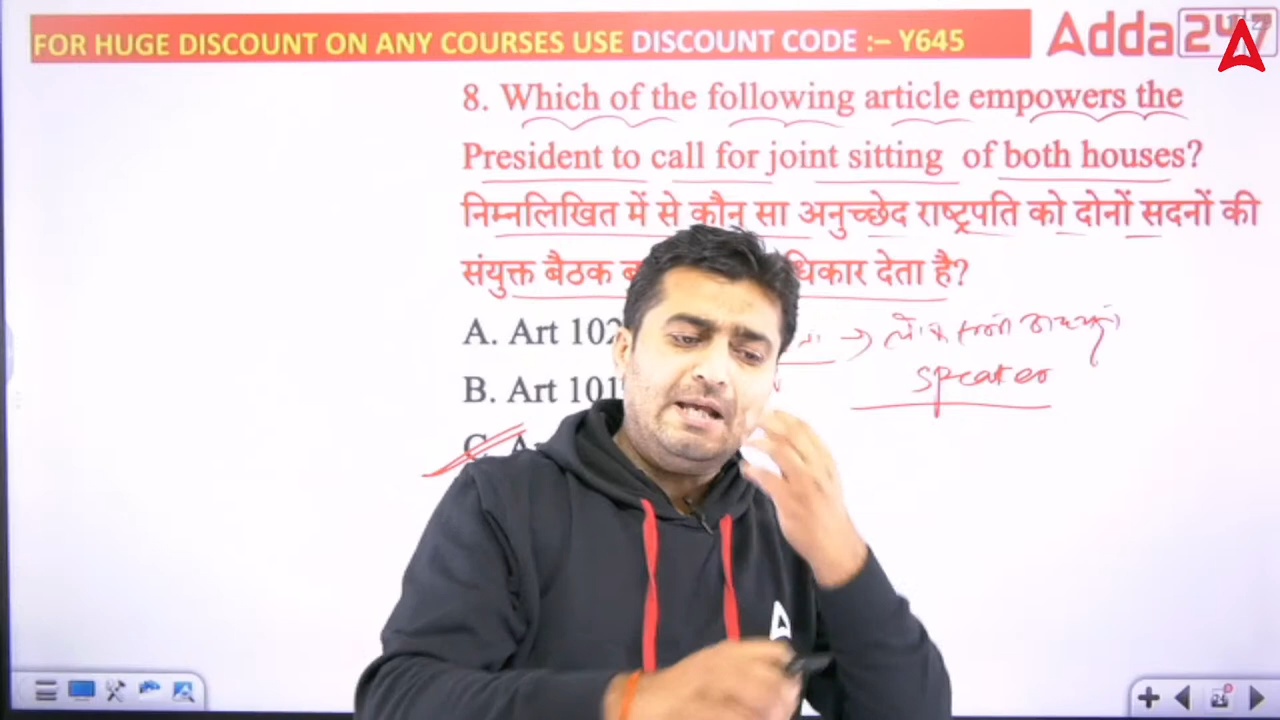 FOR HUGE DISCOUNT ON ANY COURSES USE DISCOUNT CODE :– Y645
Adda247
8. Which of the following article empowers the
President to call for joint sitting of both houses?
निम्नलिखित में से कौन सा अनुच्छेद राष्ट्रपति को दोनों सदनों की
संयुक्त बैठक देता है?
A. Art 102
B. Art 101
C.
speaker